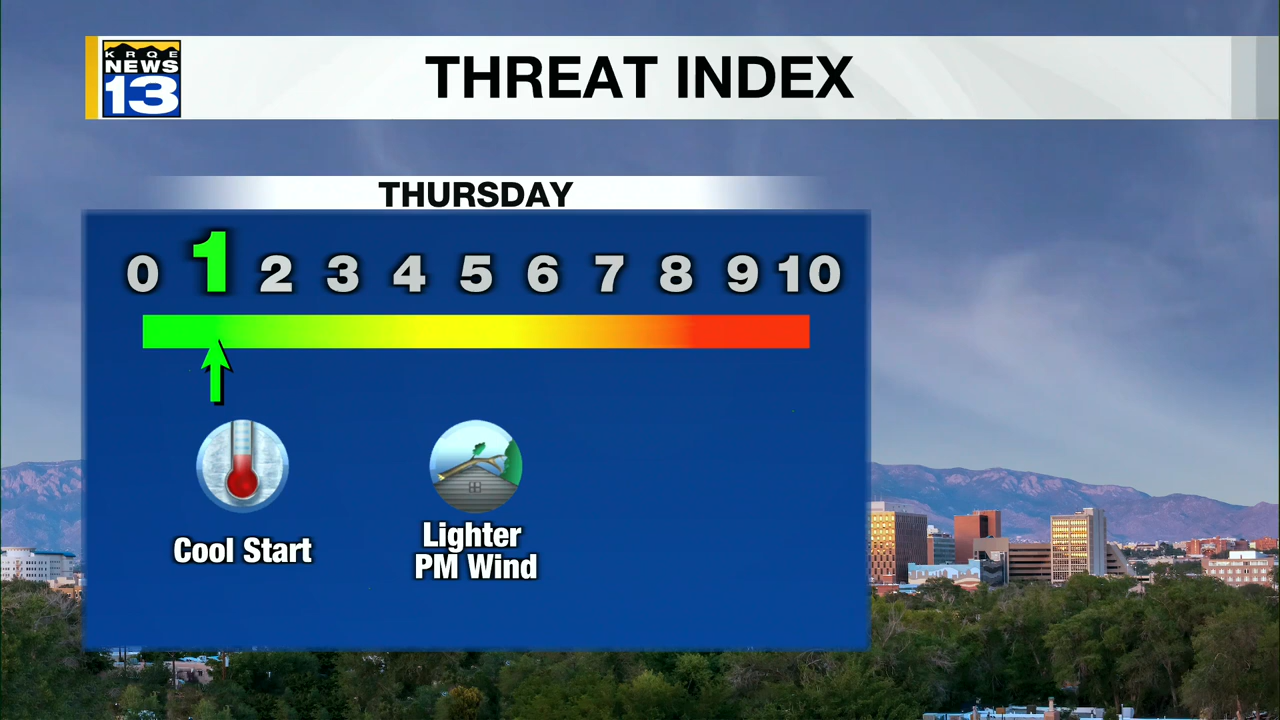 KRQE
NEWS
13
THREAT INDEX
THURSDAY
0 1 2 3 4 5 6 7 8 9 10
Cool Start
Lighter
PM Wind